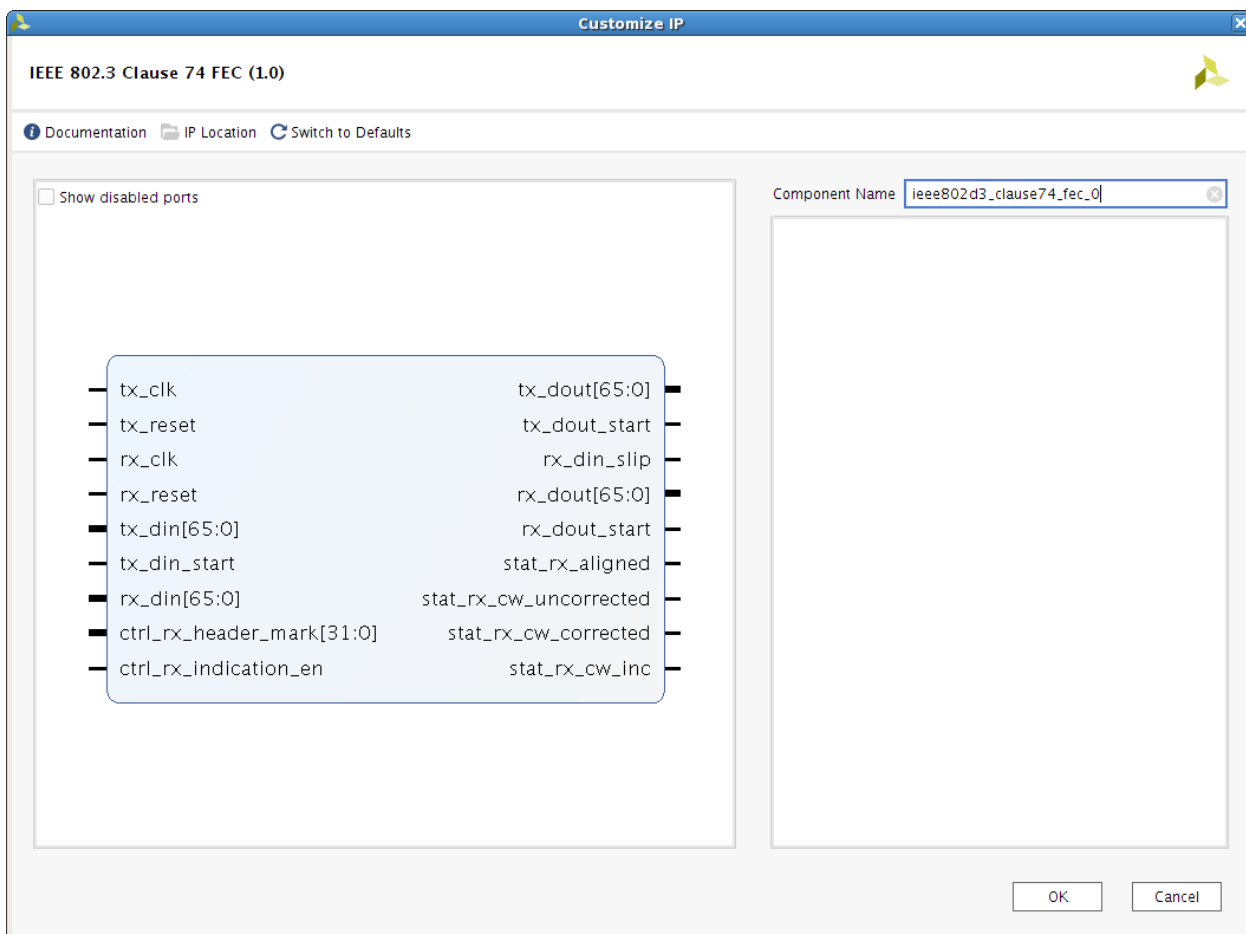 Customize IP
IEEE 802.3 Clause 74 FEC (1.0)
Documentation IP Location Switch to Defaults
Show disabled ports
Component Name ieee802d3_clause74_fec_0
tx_clk tx_dout[65:0]
tx_reset tx_dout_start
rx_clk rx_din_slip
rx_reset rx_dout[65:0]
tx_din[65:0] rx_dout_start
tx_din_start stat_rx_aligned
rx_din[65:0] stat_rx_cw_uncorrected
ctrl_rx_header_mark[31:0] stat_rx_cw_corrected
ctrl_rx_indication_en stat_rx_cw_inc
OK Cancel